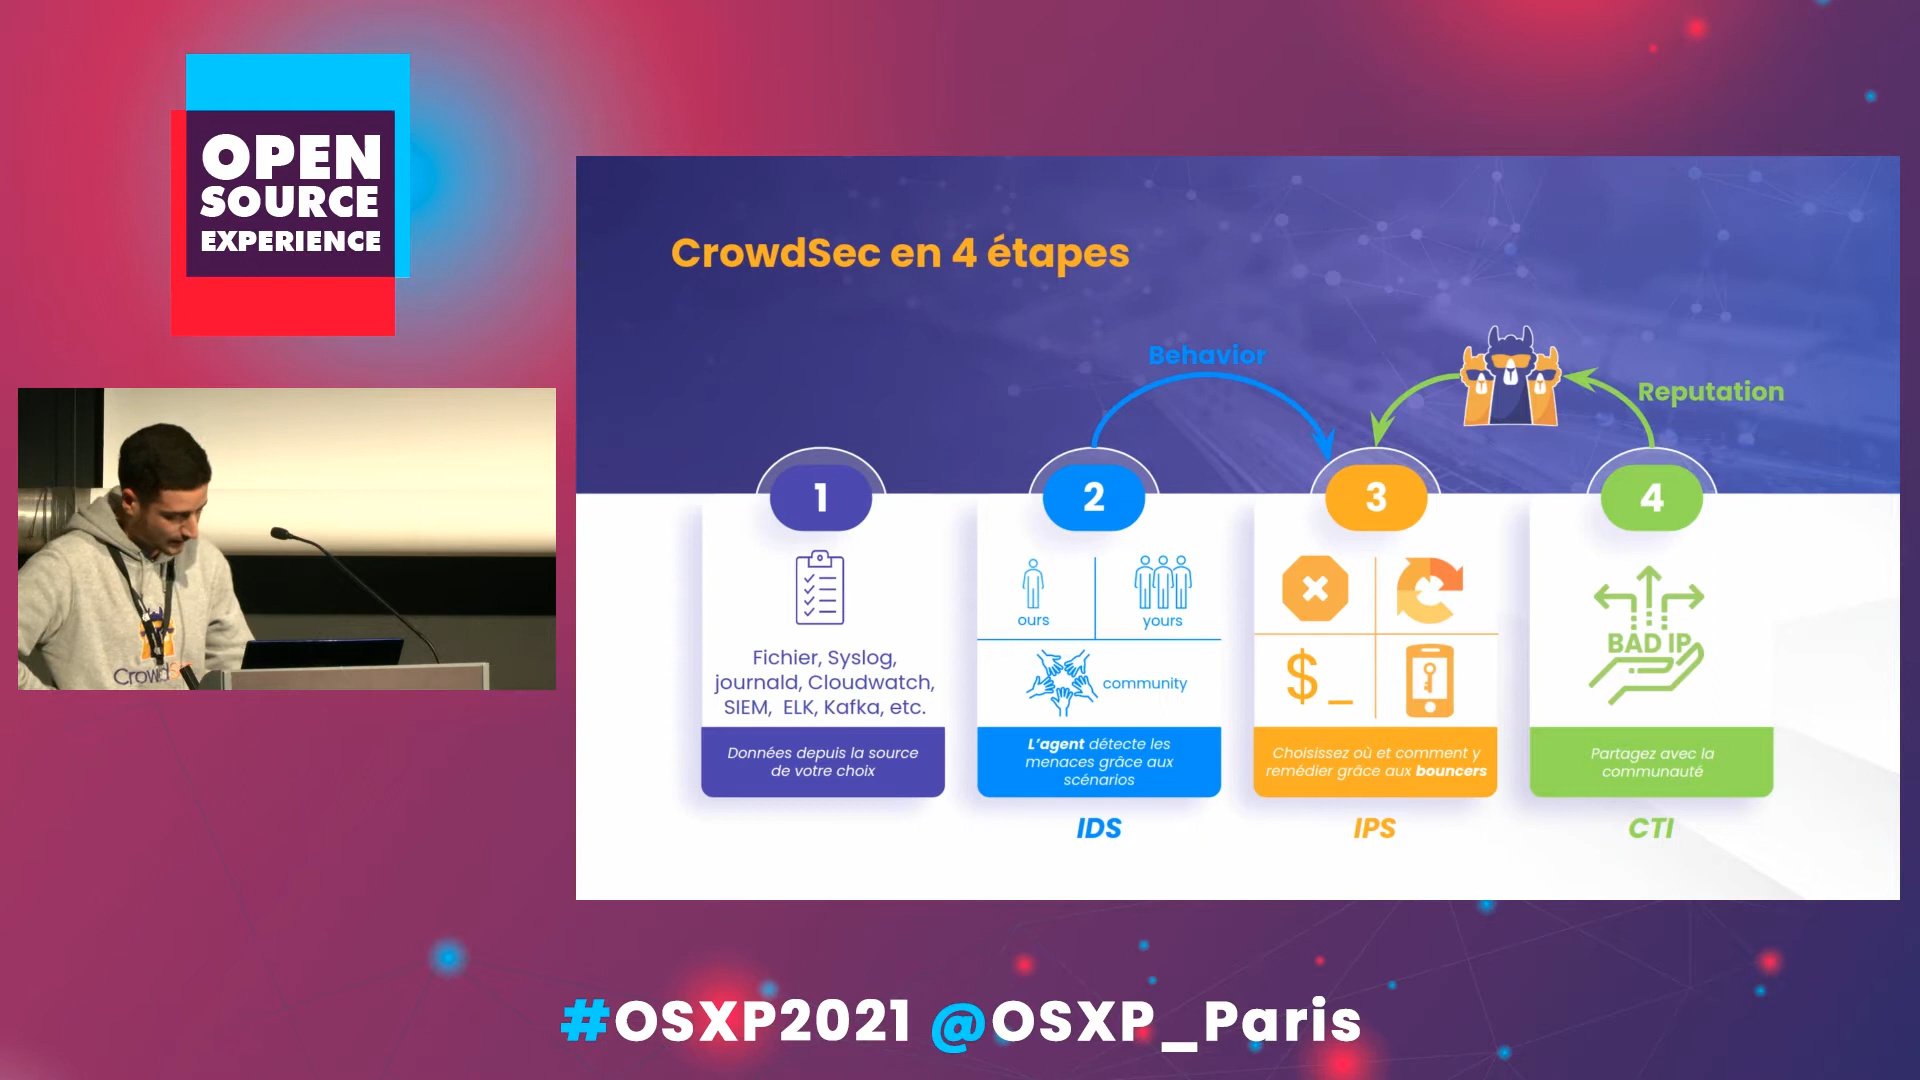 OPEN
SOURCE
EXPERIENCE
CrowdSec en 4 étapes
Behavior
Reputation
1
2
3
4
ours
yours
community
Fichier, Syslog,
journald, Cloudwatch,
SIEM, ELK, Kafka, etc.
$_
BAD IP
Données depuis la source
de votre choix
L'agent détecte les
menaces grâce aux
scénarios
Choisissez où et comment y
remédier grâce aux bouncers
Partagez avec la
communauté
IDS
IPS
CTI
CrowdSec
#OSXP2021 @OSXP_Paris